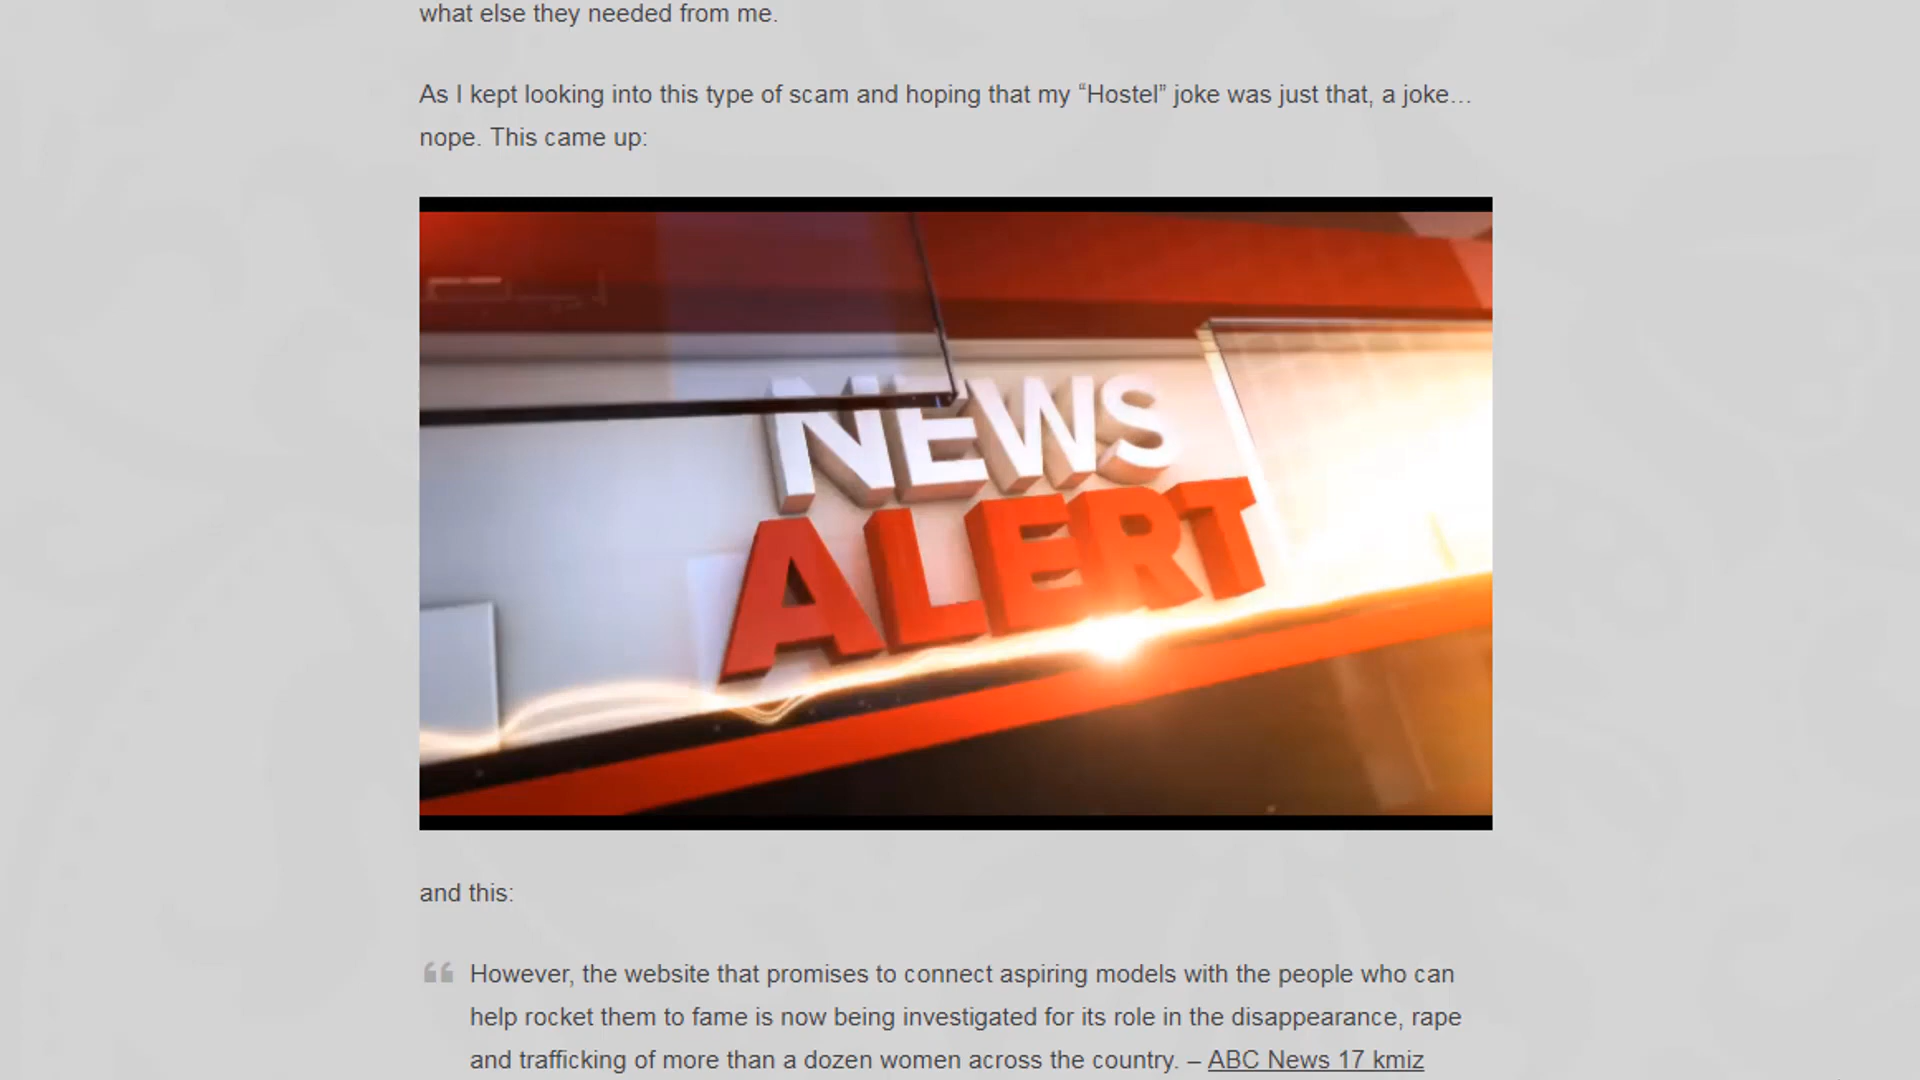 what else they needed from me.
As I kept looking into this type of scam and hoping that my “Hostel” joke was just that, a joke…
nope. This came up:
NEWS
ALERT
and this:
However, the website that promises to connect aspiring models with the people who can
help rocket them to fame is now being investigated for its role in the disappearance, rape
and trafficking of more than a dozen women across the country. – ABC News 17 kmiz